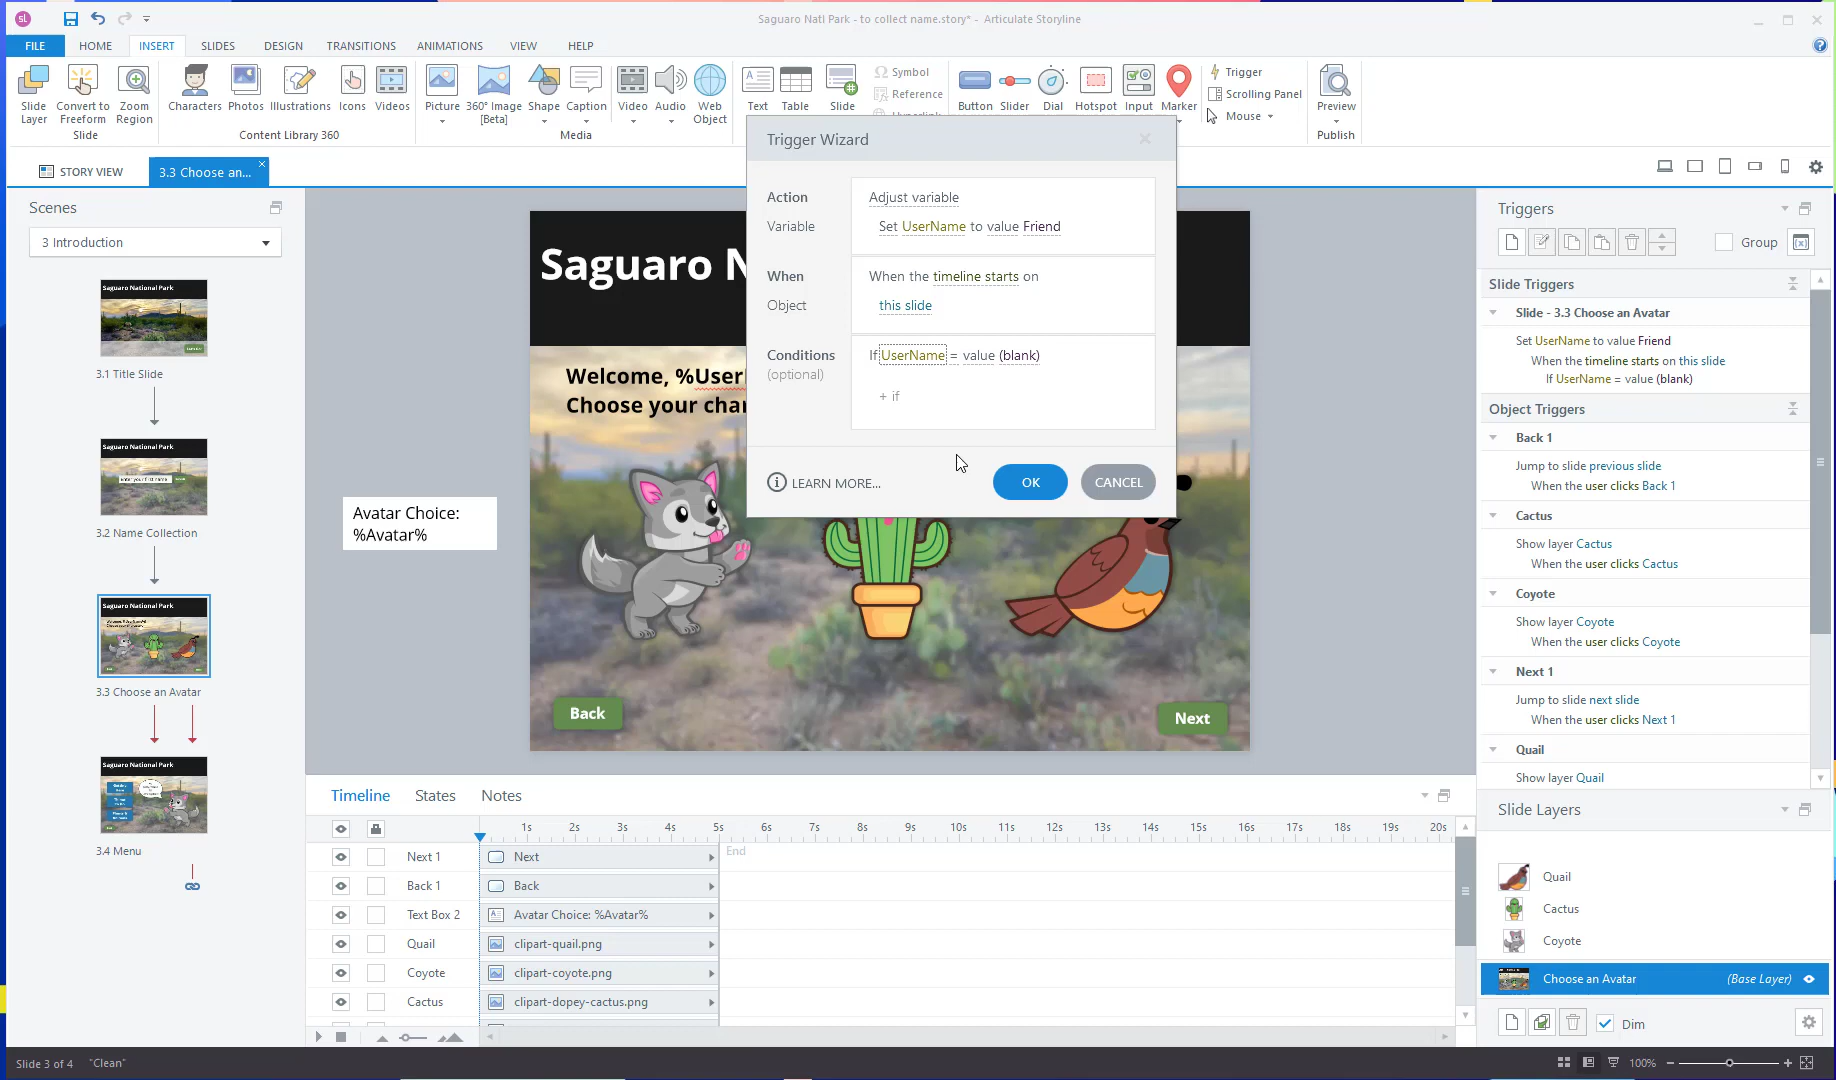 sl
Saguaro Natl Park - to collect name.story* - Articulate Storyline
FILE
HOME
INSERT
SLIDES
DESIGN
TRANSITIONS
ANIMATIONS
VIEW
HELP
Slide Layer
Convert to Freeform
Zoom Region
Slide
Characters
Photos
Illustrations
Icons
Videos
Content Library 360
Picture
360° Image [Beta]
Shape
Caption
Video
Audio
Web Object
Media
Text
Table
Slide
Symbol
Reference
Button
Slider
Dial
Hotspot
Input
Marker
Trigger
Scrolling Panel
Mouse
Preview
Publish
STORY VIEW
3.3 Choose an...
Scenes
3 Introduction
Saguaro National Park
3.1 Title Slide
Saguaro National Park
Enter your first name
3.2 Name Collection
Saguaro National Park
3.3 Choose an Avatar
Saguaro National Park
3.4 Menu
Saguaro N
Welcome, %User
Choose your char
Avatar Choice:
%Avatar%
Back
Next
Trigger Wizard
Action
Adjust variable
Variable
Set UserName to value Friend
When
When the timeline starts on
Object
this slide
Conditions
If UserName = value (blank)
(optional)
+ if
LEARN MORE...
OK
CANCEL
Triggers
Group
Slide Triggers
Slide - 3.3 Choose an Avatar
Set UserName to value Friend
When the timeline starts on this slide
If UserName = value (blank)
Object Triggers
Back 1
Jump to slide previous slide
When the user clicks Back 1
Cactus
Show layer Cactus
When the user clicks Cactus
Coyote
Show layer Coyote
When the user clicks Coyote
Next 1
Jump to slide next slide
When the user clicks Next 1
Quail
Show layer Quail
Slide Layers
Quail
Cactus
Coyote
Choose an Avatar
(Base Layer)
Dim
Timeline
States
Notes
1s 2s 3s 4s 5s 6s 7s 8s 9s 10s 11s 12s 13s 14s 15s 16s 17s 18s 19s 20s
End
Next 1
Next
Back 1
Back
Text Box 2
Avatar Choice: %Avatar%
Quail
clipart-quail.png
Coyote
clipart-coyote.png
Cactus
clipart-dopey-cactus.png
Slide 3 of 4
"Clean"
100%